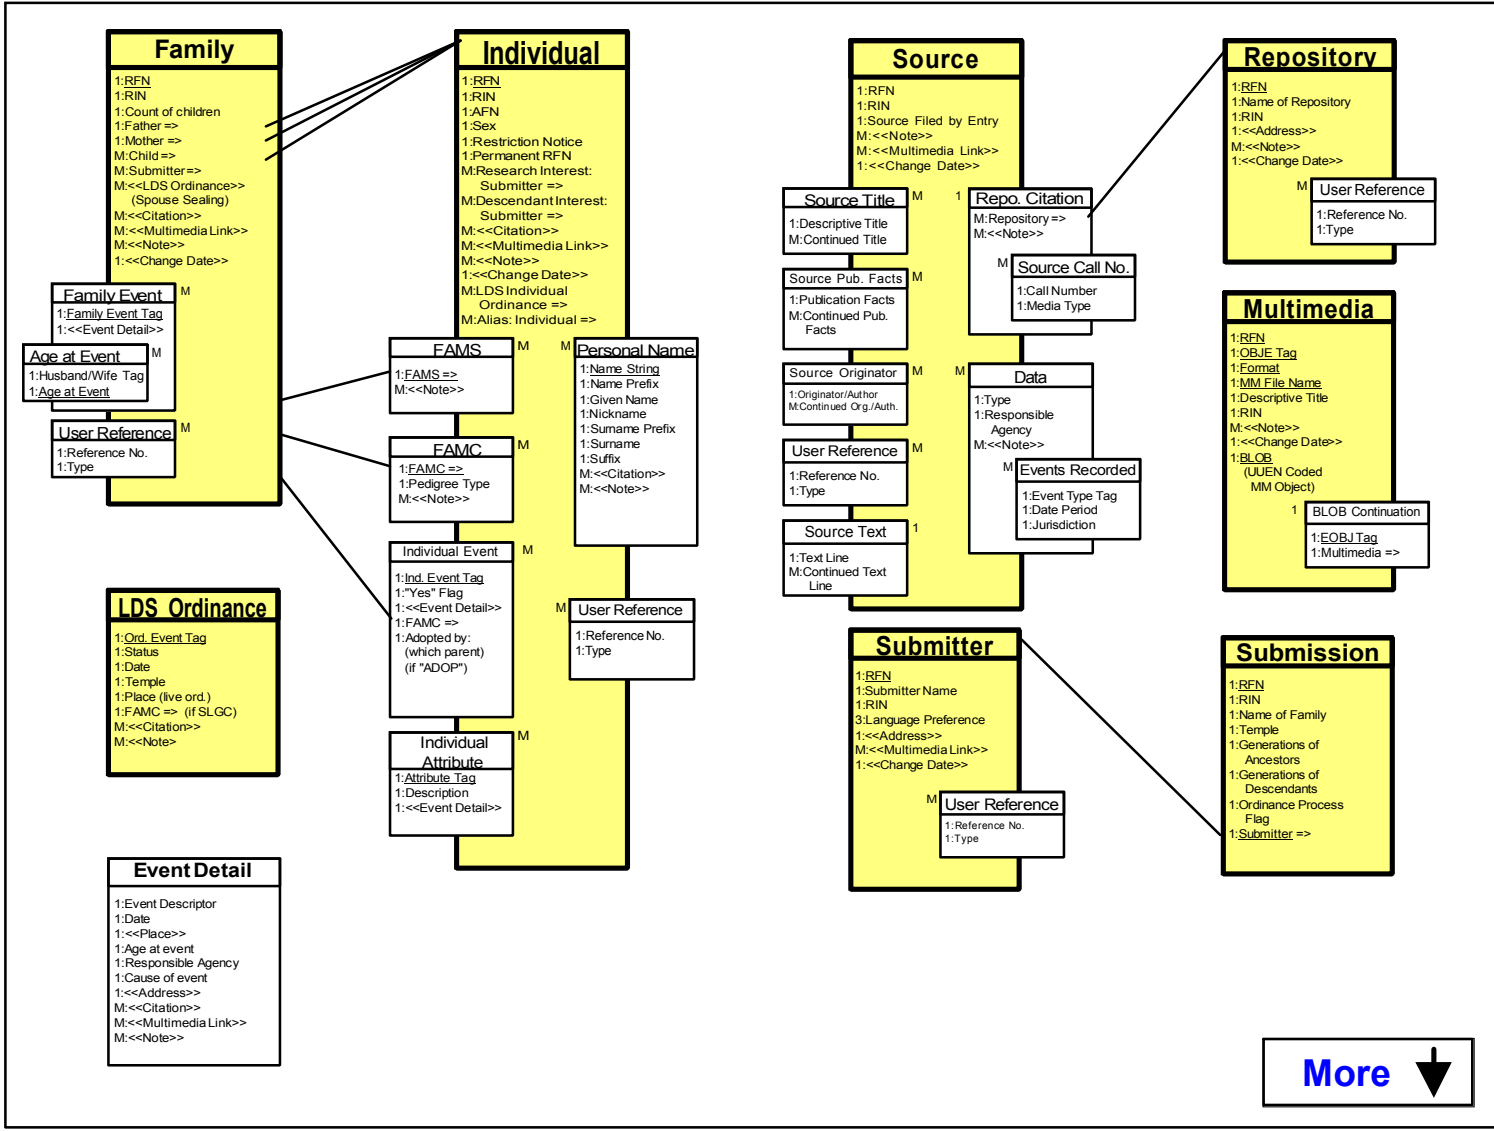 Family
1:RFN
1:RIN
1:Count of children
1:Father =>
1:Mother =>
M:Child =>
M:Submitter=>
M:<<LDS Ordinance>>
(Spouse Sealing)
M:<<Citation>>
M:<<Multimedia Link>>
M:<<Note>>
1:<<Change Date>>
Family Event
M
1:Family Event Tag
1:<<Event Detail>>
Age at Event
M
1:Husband/Wife Tag
1:Age at Event
User Reference
M
1:Reference No.
1:Type
LDS Ordinance
1:Ord. Event Tag
1:Status
1:Date
1:Temple
1:Place (live ord.)
1:FAMC => (if SLGC)
M:<<Citation>>
M:<<Note>
Event Detail
1:Event Descriptor
1:Date
1:<<Place>>
1:Age at event
1:Responsible Agency
1:Cause of event
1:<<Address>>
M:<<Citation>>
M:<<Multimedia Link>>
M:<<Note>>
Individual
1:RFN
1:RIN
1:AFN
1:Sex
1:Restriction Notice
1:Permanent RFN
M:Research Interest:
Submitter =>
M:Descendant Interest:
Submitter =>
M:<<Citation>>
M:<<Multimedia Link>>
M:<<Note>>
1:<<Change Date>>
M:LDS Individual
Ordinance =>
M:Alias: Individual =>
FAMS
M
1:FAMS =>
M:<<Note>>
FAMC
M
1:FAMC =>
1:Pedigree Type
M:<<Note>>
Individual Event
M
1:Ind. Event Tag
1:"Yes" Flag
1:<<Event Detail>>
1:FAMC =>
1:Adopted by:
(which parent)
(if "ADOP")
Individual
Attribute
M
1:Attribute Tag
1:Description
1:<<Event Detail>>
M
Personal Name
1:Name String
1:Name Prefix
1:Given Name
1:Nickname
1:Surname Prefix
1:Surname
1:Suffix
M:<<Citation>>
M:<<Note>>
M
User Reference
1:Reference No.
1:Type
Source
1:RFN
1:RIN
1:Source Filed by Entry
M:<<Note>>
M:<<Multimedia Link>>
1:<<Change Date>>
Source Title
M
1:Descriptive Title
M:Continued Title
Source Pub. Facts
M
1:Publication Facts
M:Continued Pub.
Facts
Source Originator
M
1:Originator/Author
M:Continued Org./Auth.
User Reference
M
1:Reference No.
1:Type
Source Text
1
1:Text Line
M:Continued Text
Line
1
Repo. Citation
M:Repository =>
M:<<Note>>
M
Source Call No.
1:Call Number
1:Media Type
M
Data
1:Type
1:Responsible
Agency
M:<<Note>>
M
Events Recorded
1:Event Type Tag
1:Date Period
1:Jurisdiction
Submitter
1:RFN
1:Submitter Name
1:RIN
3:Language Preference
1:<<Address>>
M:<<Multimedia Link>>
1:<<Change Date>>
M
User Reference
1:Reference No.
1:Type
Repository
1:RFN
1:Name of Repository
1:RIN
1:<<Address>>
M:<<Note>>
1:<<Change Date>>
M
User Reference
1:Reference No.
1:Type
Multimedia
1:RFN
1:OBJE Tag
1:Format
1:MM File Name
1:Descriptive Title
1:RIN
M:<<Note>>
1:<<Change Date>>
1:BLOB
(UUEN Coded
MM Object)
1
BLOB Continuation
1:EOBJ Tag
1:Multimedia =>
Submission
1:RFN
1:RIN
1:Name of Family
1:Temple
1:Generations of
Ancestors
1:Generations of
Descendants
1:Ordinance Process
Flag
1:Submitter =>
More